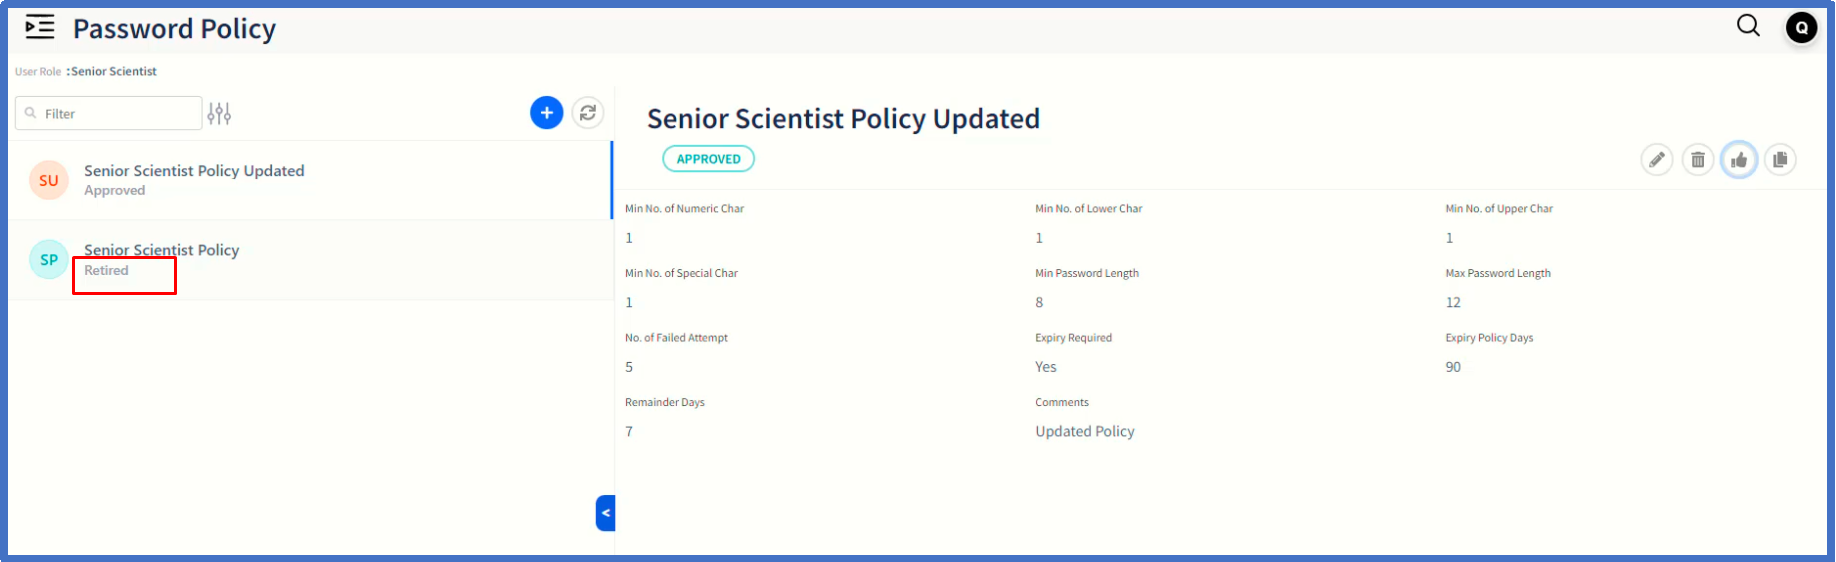 Password Policy
Q
User Role : Senior Scientist
Filter
+
SU
Senior Scientist Policy Updated
Approved
SP
Senior Scientist Policy
Retired
<
Senior Scientist Policy Updated
APPROVED
Min No. of Numeric Char
Min No. of Lower Char
Min No. of Upper Char
1
1
1
Min No. of Special Char
Min Password Length
Max Password Length
1
8
12
No. of Failed Attempt
Expiry Required
Expiry Policy Days
5
Yes
90
Remainder Days
Comments
7
Updated Policy